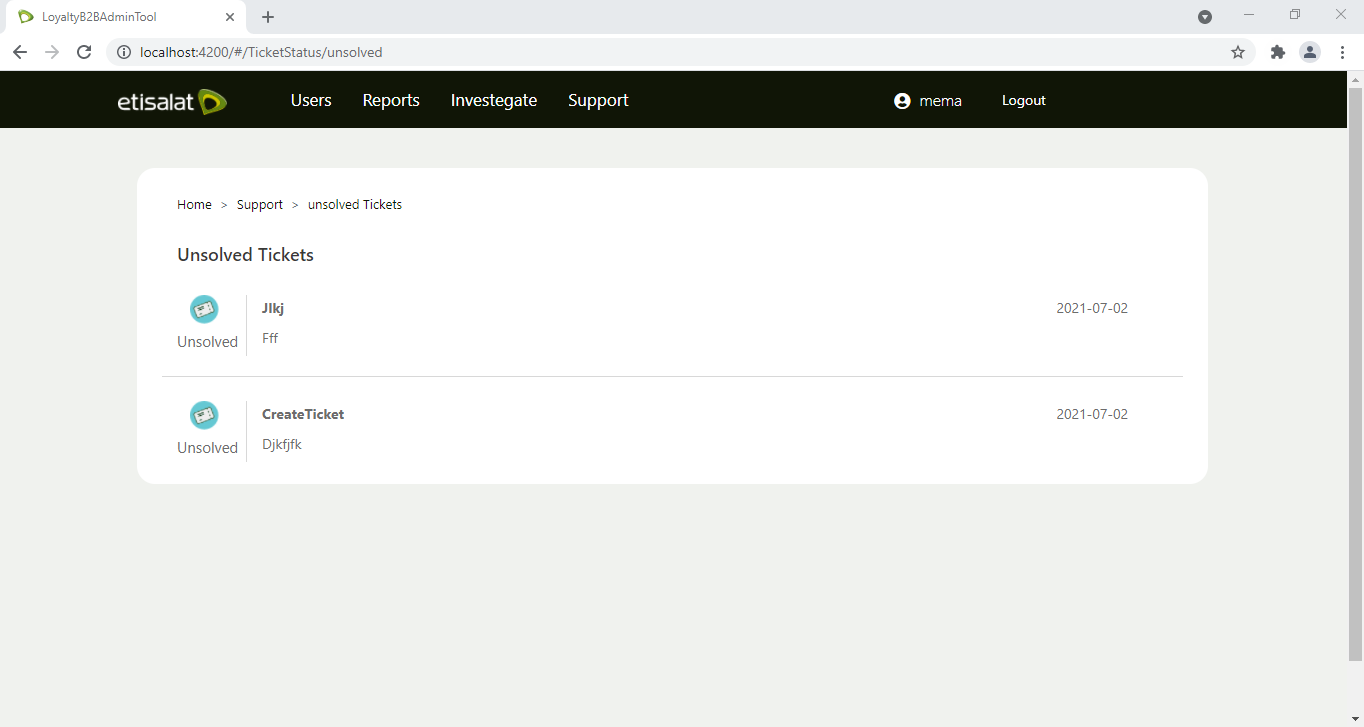 LoyaltyB2BAdminTool
localhost:4200/#/TicketStatus/unsolved
etisalat Users Reports Investegate Support mema Logout
Home > Support > unsolved Tickets
Unsolved Tickets
Jlkj 2021-07-02
Unsolved Fff
CreateTicket 2021-07-02
Unsolved Djkfjfk